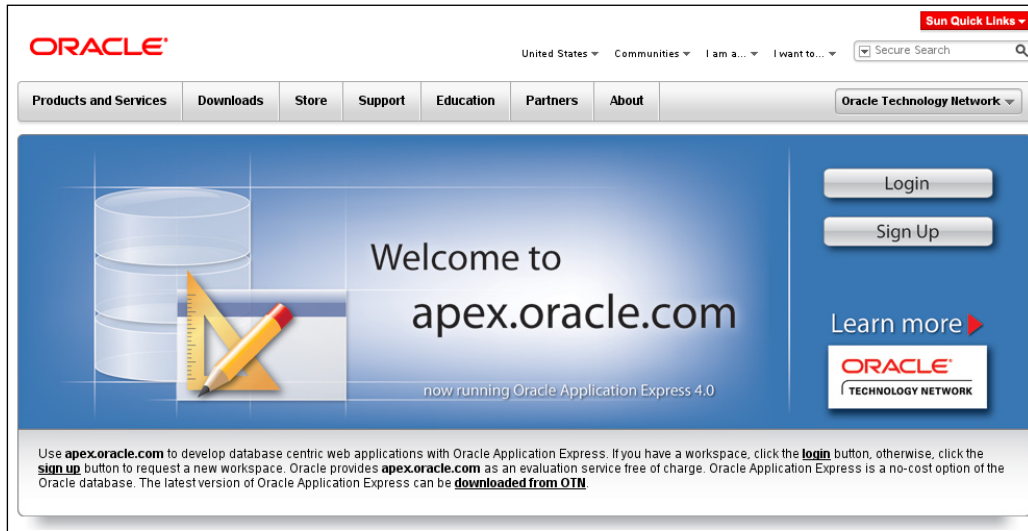 Sun Quick Links
ORACLE®
United States Communities I am a... I want to... Secure Search
Products and Services Downloads Store Support Education Partners About Oracle Technology Network
Login
Sign Up
Welcome to
apex.oracle.com
Learn more
ORACLE®
TECHNOLOGY NETWORK
now running Oracle Application Express 4.0
Use apex.oracle.com to develop database centric web applications with Oracle Application Express. If you have a workspace, click the login button, otherwise, click the
sign up button to request a new workspace. Oracle provides apex.oracle.com as an evaluation service free of charge. Oracle Application Express is a no-cost option of the
Oracle database. The latest version of Oracle Application Express can be downloaded from OTN.